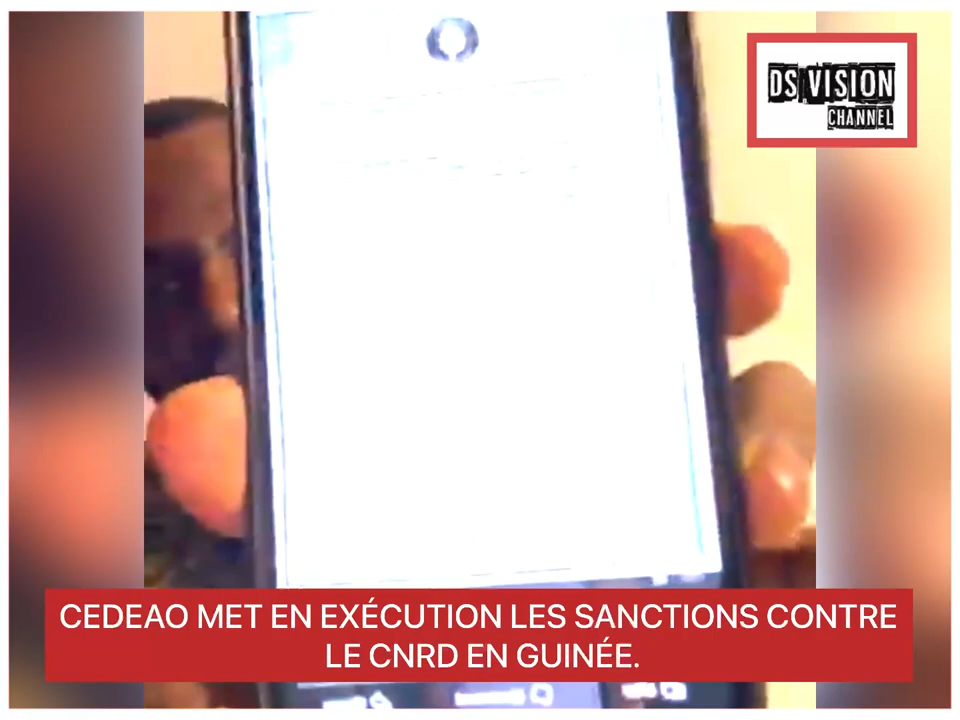 DS VISION
CHANNEL
CEDEAO MET EN EXÉCUTION LES SANCTIONS CONTRE
LE CNRD EN GUINÉE.